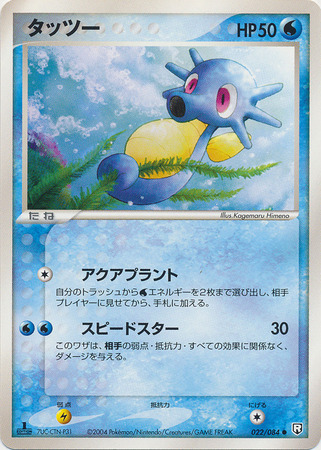 タッツー HP50
Illus.Kagemaru Himeno
たね
アクアプラント
自分のトラッシュからエネルギーを2枚まで選び出し、相手
プレイヤーに見せてから、手札に加える。
スピードスター 30
このワザは、相手の弱点・抵抗力・すべての効果に関係なく、
ダメージを与える。
弱点 抵抗力 にげる
1
7UC-CTN-P31 ©2004 Pokémon/Nintendo/Creatures/GAME FREAK 022/084
R